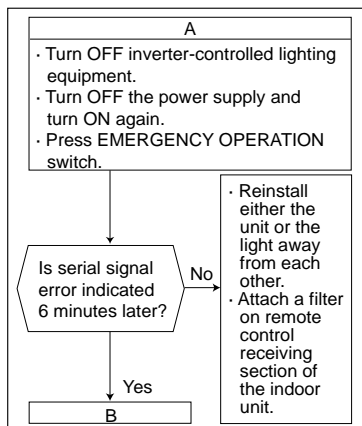 A
· Turn OFF inverter-controlled lighting
equipment.
· Turn OFF the power supply and
turn ON again.
· Press EMERGENCY OPERATION
switch.
Is serial signal
error indicated
6 minutes later?
No
· Reinstall
either the
unit or the
light away
from each
other.
· Attach a filter
on remote
control
receiving
section of
the indoor
unit.
Yes
B